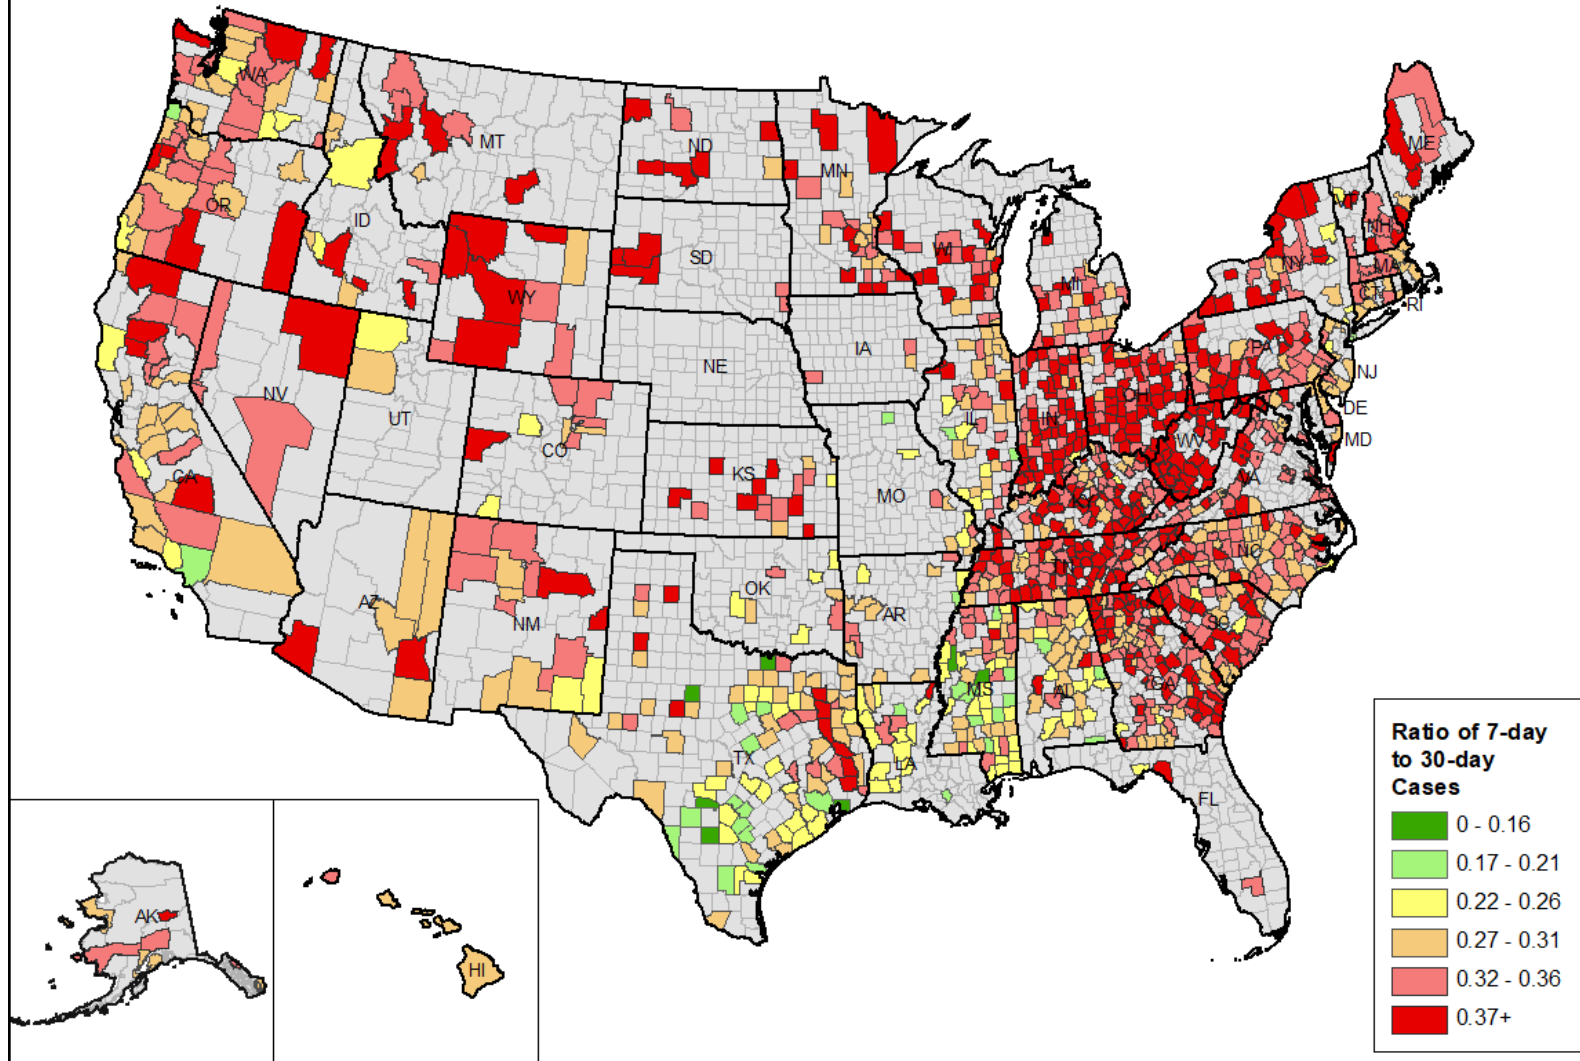 WA
MT
ND
MN
ME
OR
ID
SD
WI
MI
NY
NH
MA
CT
RI
WY
NE
IA
PA
NJ
NV
UT
CO
KS
MO
IL
IN
OH
WV
DE
MD
VA
CA
KY
AZ
NM
OK
AR
TN
NC
SC
MS
AL
GA
TX
LA
FL
AK
HI
Ratio of 7-day
to 30-day
Cases
0 - 0.16
0.17 - 0.21
0.22 - 0.26
0.27 - 0.31
0.32 - 0.36
0.37+